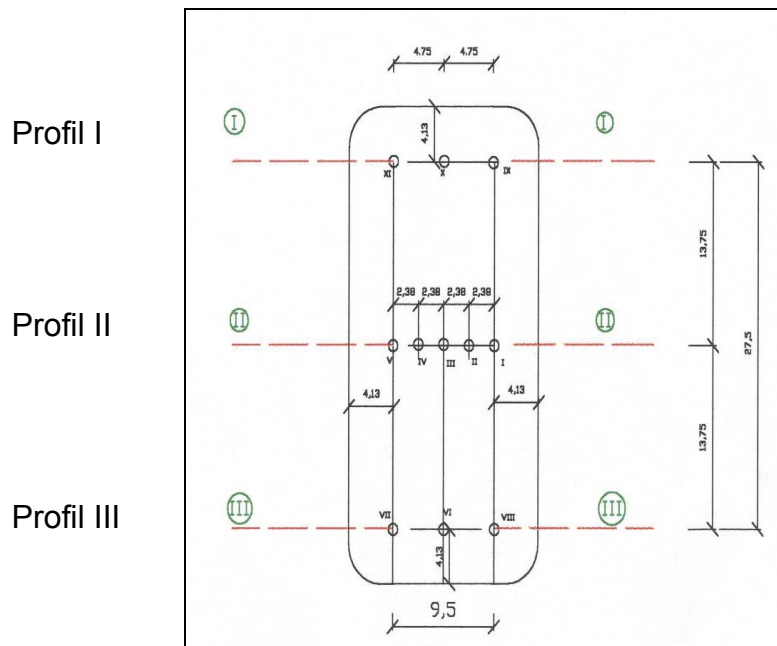 4.75 4.75
Profil I
I I
4,13
XI X IX
13,75
2,38 2,38 2,38 2,38
Profil II
II II
27,5
V IV III II I
4,13 4,13
13,75
Profil III
III III
VII VI VIII
4,13
9,5